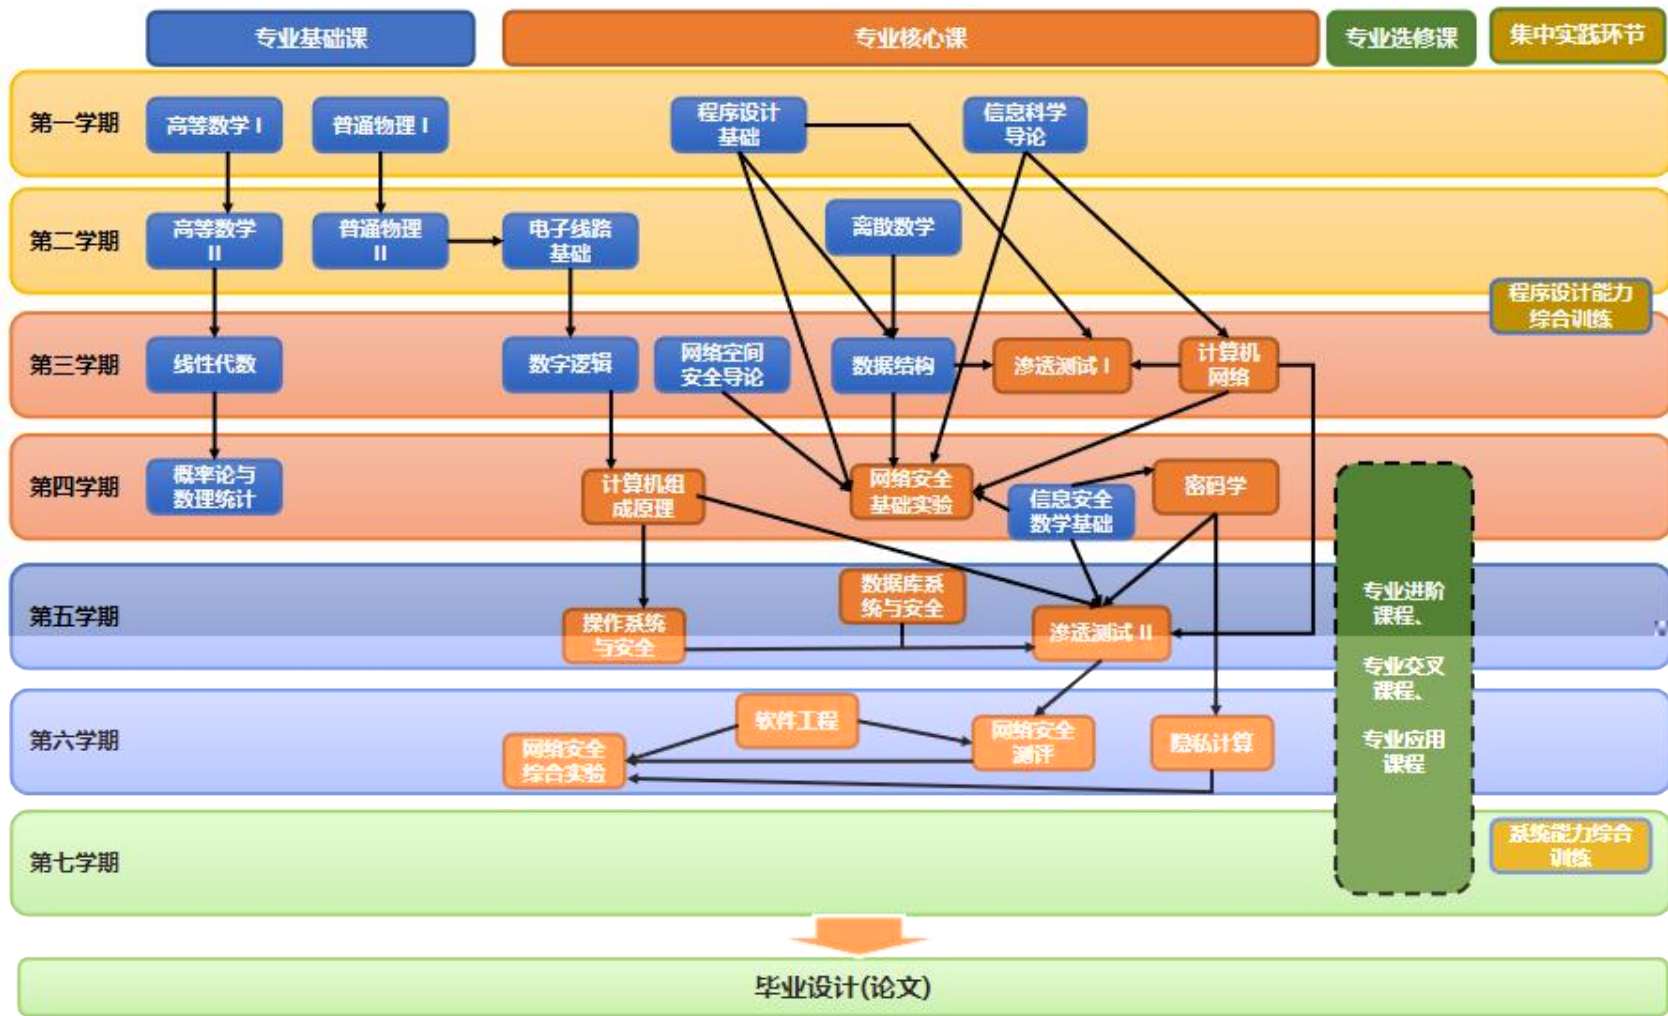 专业基础课
专业核心课
专业选修课
集中实践环节
第一学期
高等数学 I
普通物理 I
程序设计
基础
信息科学
导论
第二学期
高等数学
II
普通物理
II
电子线路
基础
离散数学
程序设计能力
综合训练
第三学期
线性代数
数字逻辑
网络空间
安全导论
数据结构
渗透测试 I
计算机
网络
第四学期
概率论与
数理统计
计算机组
成原理
网络安全
基础实验
信息安全
数学基础
密码学
第五学期
操作系统
与安全
数据库系
统与安全
渗透测试 II
专业进阶
课程、
专业交叉
课程、
专业应用
课程
第六学期
网络安全
综合实验
软件工程
网络安全
测评
隐私计算
第七学期
系统能力综合
训练
毕业设计(论文)